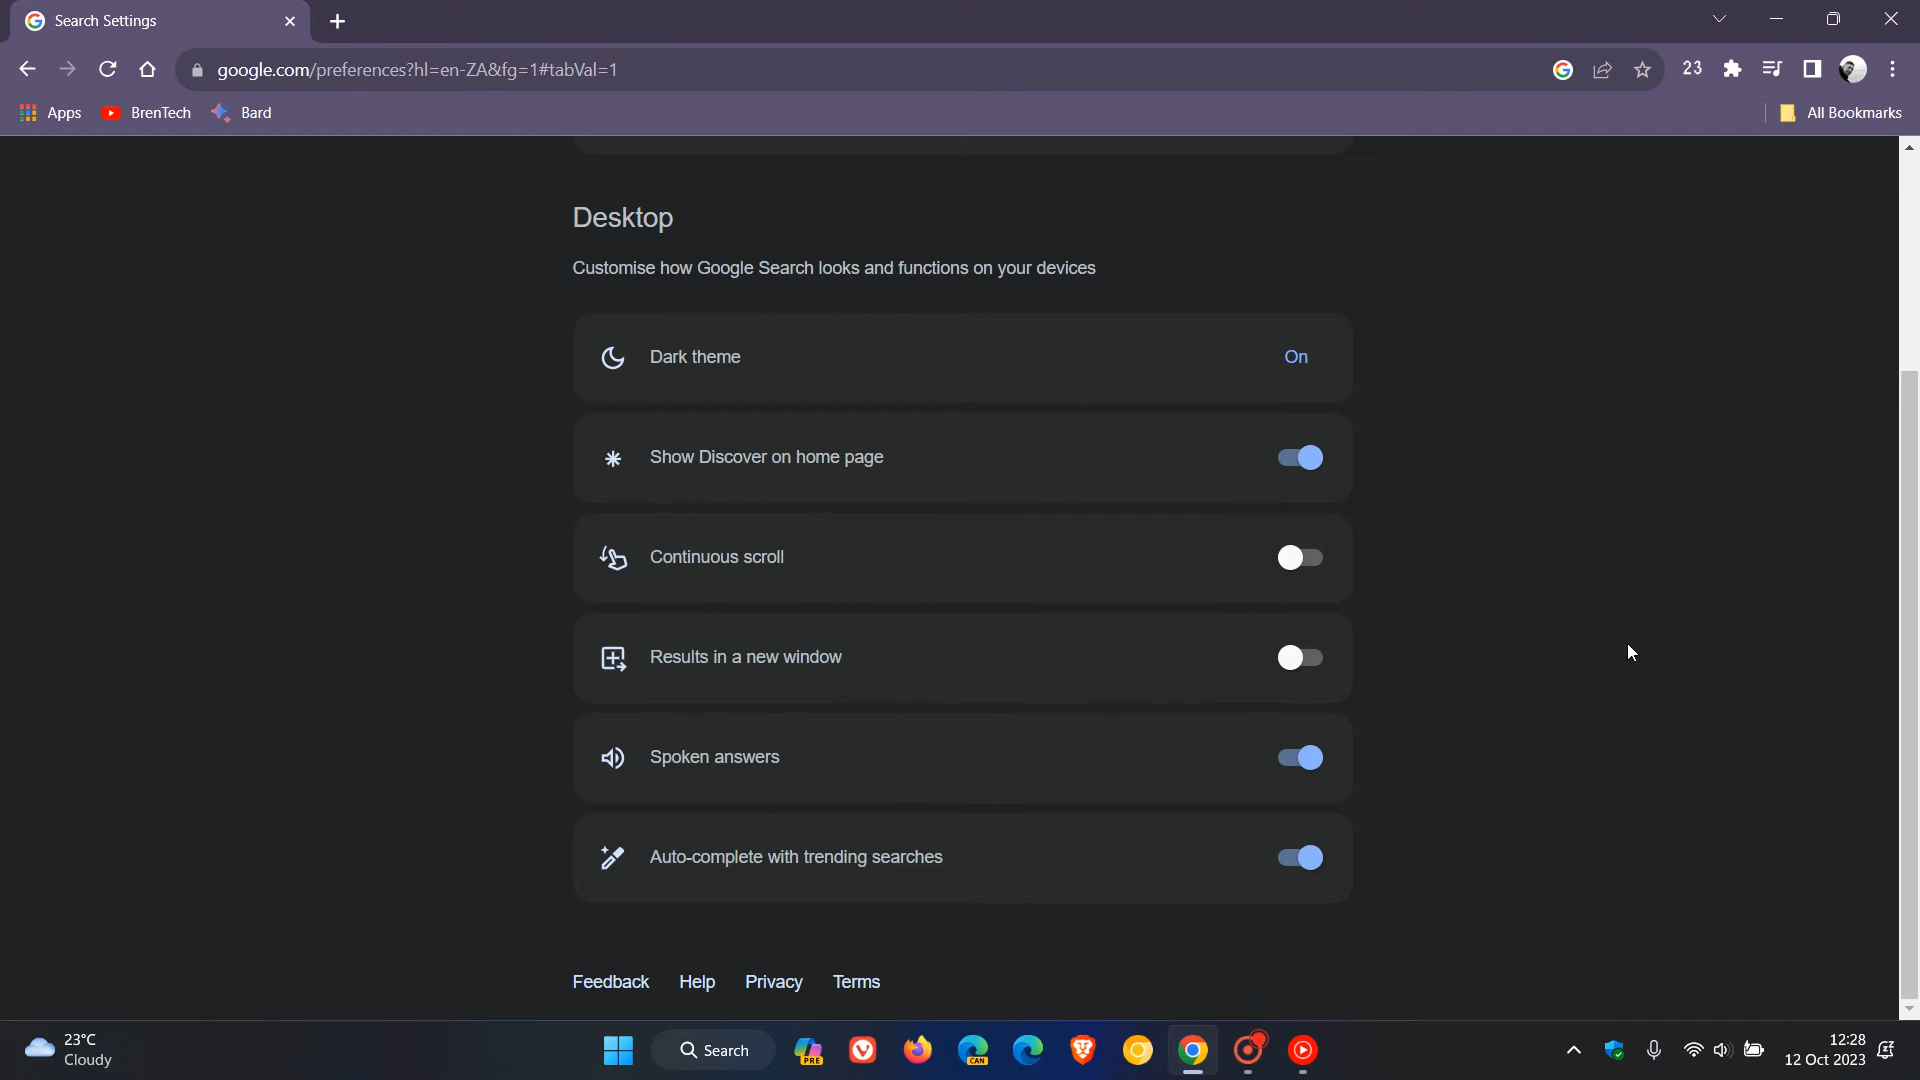 Search Settings
google.com/preferences?hl=en-ZA&fg=1#tabVal=1
23
Apps
BrenTech
Bard
All Bookmarks
Desktop
Customise how Google Search looks and functions on your devices
Dark theme
On
Show Discover on home page
Continuous scroll
Results in a new window
Spoken answers
Auto-complete with trending searches
Feedback Help Privacy Terms
23°C
Cloudy
Search
PRE
CAN
12:28
12 Oct 2023